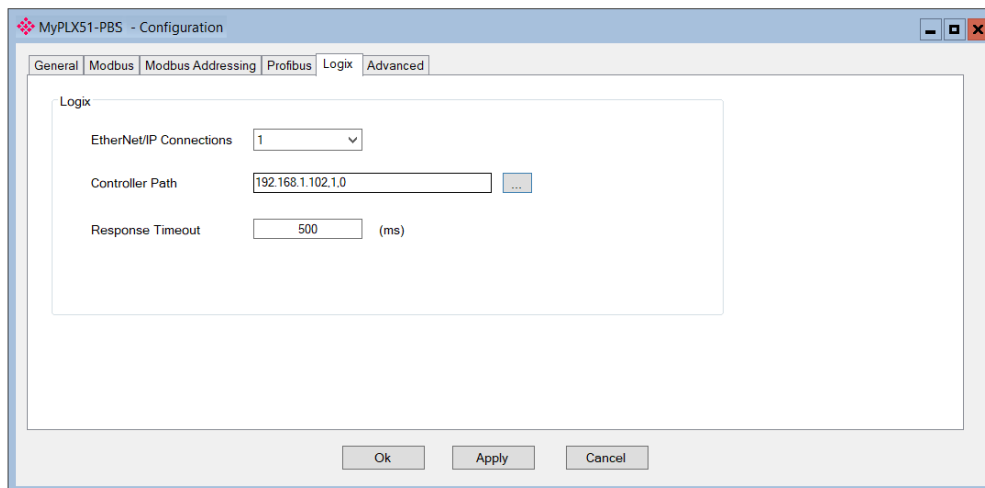 MyPLX51-PBS - Configuration
General Modbus Modbus Addressing Profibus Logix Advanced
Logix
EtherNet/IP Connections 1
Controller Path 192.168.1.102,1,0 ...
Response Timeout 500 (ms)
Ok Apply Cancel